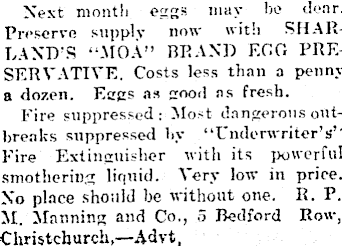 Next month eggs may be dear.
Preserve supply now with SHAR-
LAND'S "MOA" BRAND EGG PRE-
SERVATIVE. Costs less than a penny
a dozen. Eggs as good as fresh.
Fire suppressed: Most dangerous out-
breaks suppressed by "Underwriter's"
Fire Extinguisher with its powerful
smothering liquid. Very low in price.
No place should be without one. R. P.
M. Manning and Co., 5 Bedford Row,
Christchurch,—Advt,